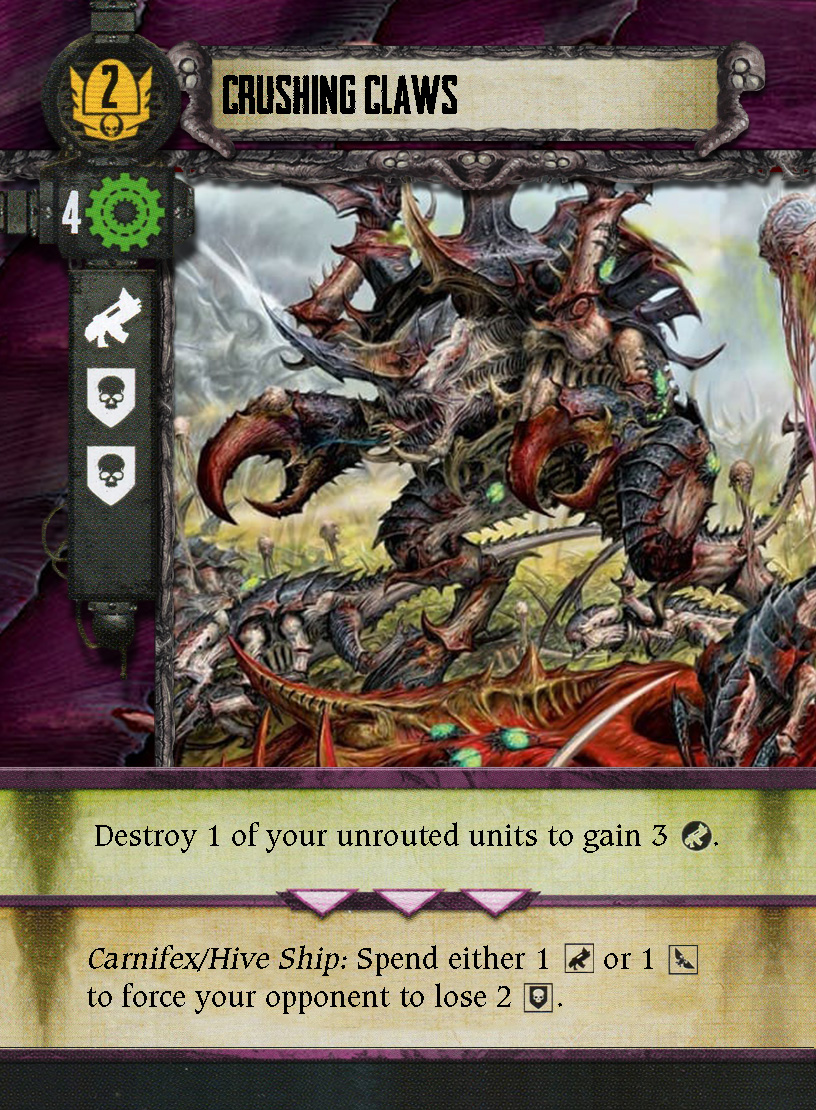 2
CRUSHING CLAWS
4
Destroy 1 of your unrouted units to gain 3 .
Carnifex/Hive Ship: Spend either 1 or 1
to force your opponent to lose 2 .